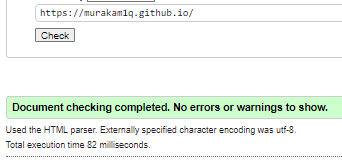 https://murakam1q.github.io/
Check
Document checking completed. No errors or warnings to show.
Used the HTML parser. Externally specified character encoding was utf-8.
Total execution time 82 milliseconds.